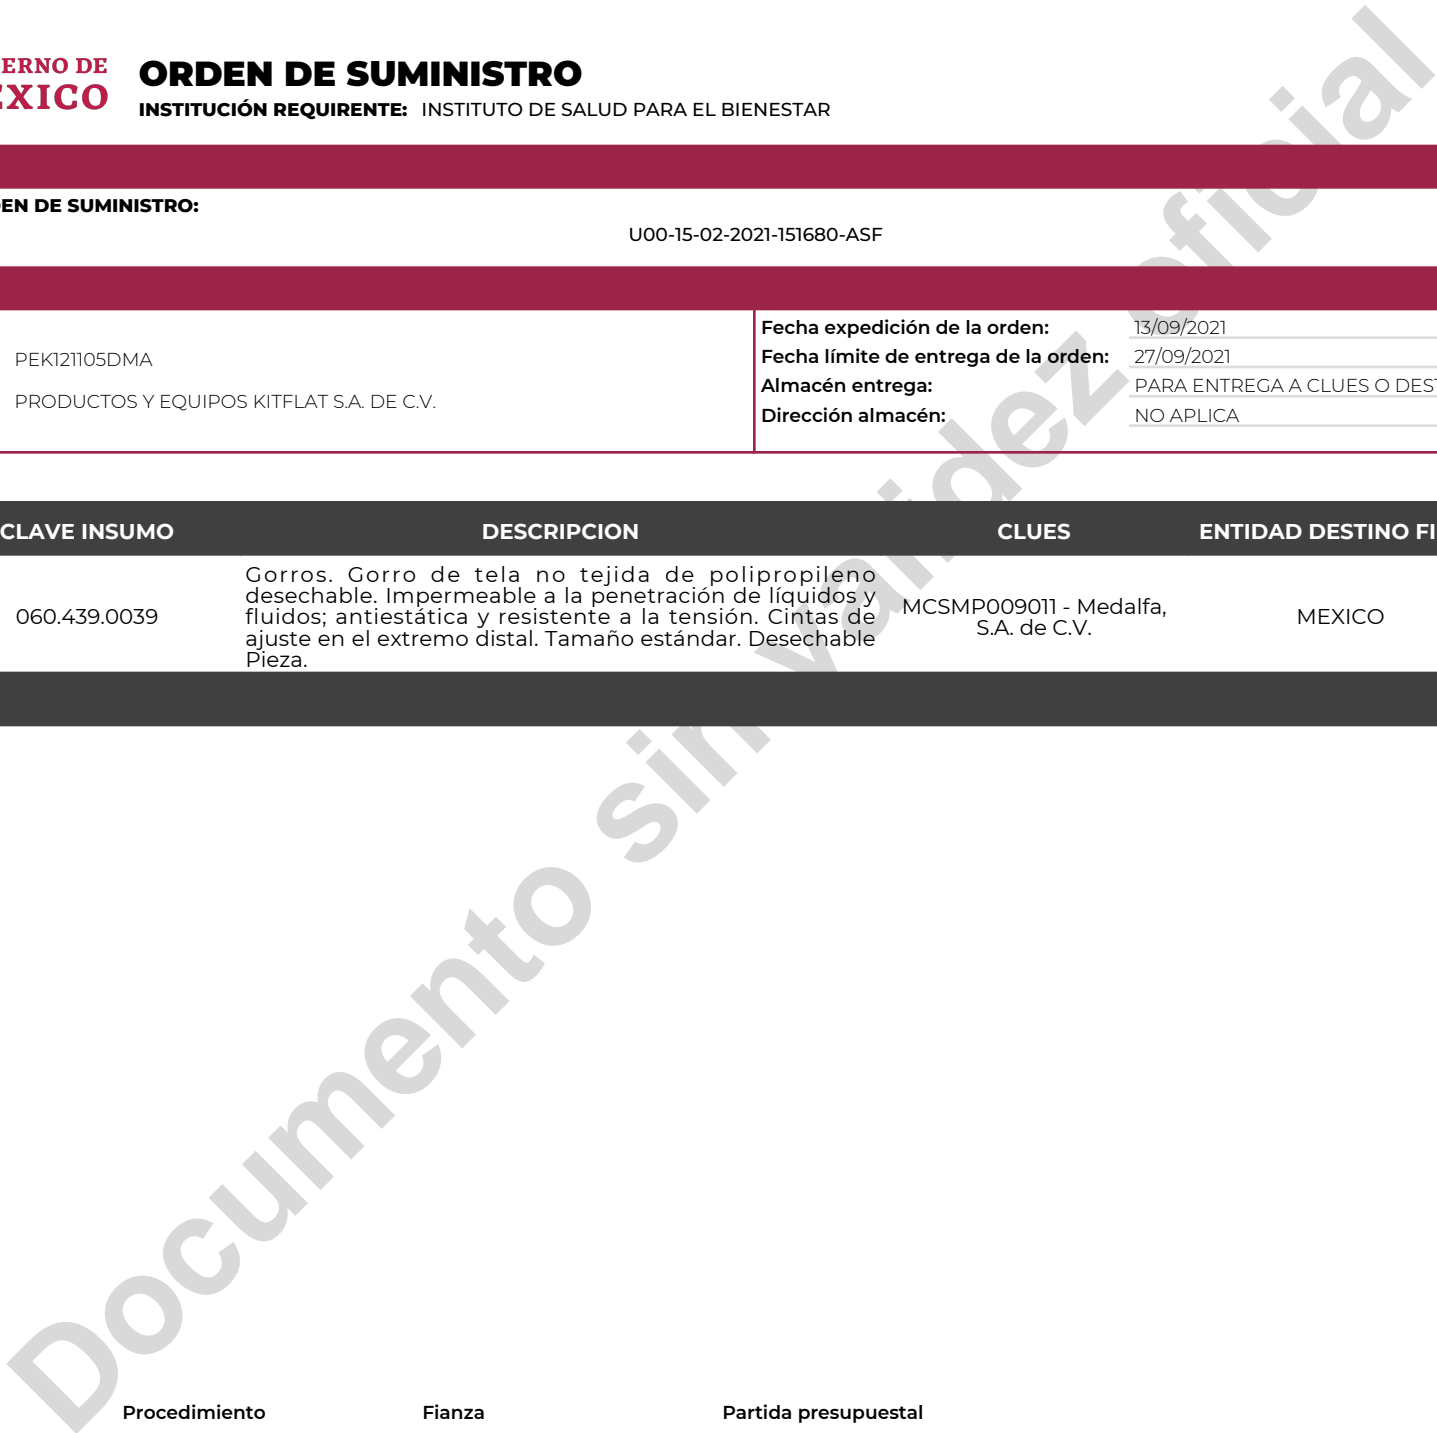 ERNO DE
EXICO
ORDEN DE SUMINISTRO
INSTITUCIÓN REQUIRENTE: INSTITUTO DE SALUD PARA EL BIENESTAR
EN DE SUMINISTRO:
U00-15-02-2021-151680-ASF
PEK121105DMA
PRODUCTOS Y EQUIPOS KITFLAT S.A. DE C.V.
Fecha expedición de la orden: 13/09/2021
Fecha límite de entrega de la orden: 27/09/2021
Almacén entrega: PARA ENTREGA A CLUES O DEST
Dirección almacén: NO APLICA
CLAVE INSUMO DESCRIPCION CLUES ENTIDAD DESTINO FI
060.439.0039
Gorros. Gorro de tela no tejida de polipropileno
desechable. Impermeable a la penetración de líquidos y
fluidos; antiestática y resistente a la tensión. Cintas de
ajuste en el extremo distal. Tamaño estándar. Desechable
Pieza.
MCSMP009011 - Medalfa,
S.A. de C.V.
MEXICO
Documento sin validez oficial
Procedimiento Fianza Partida presupuestal